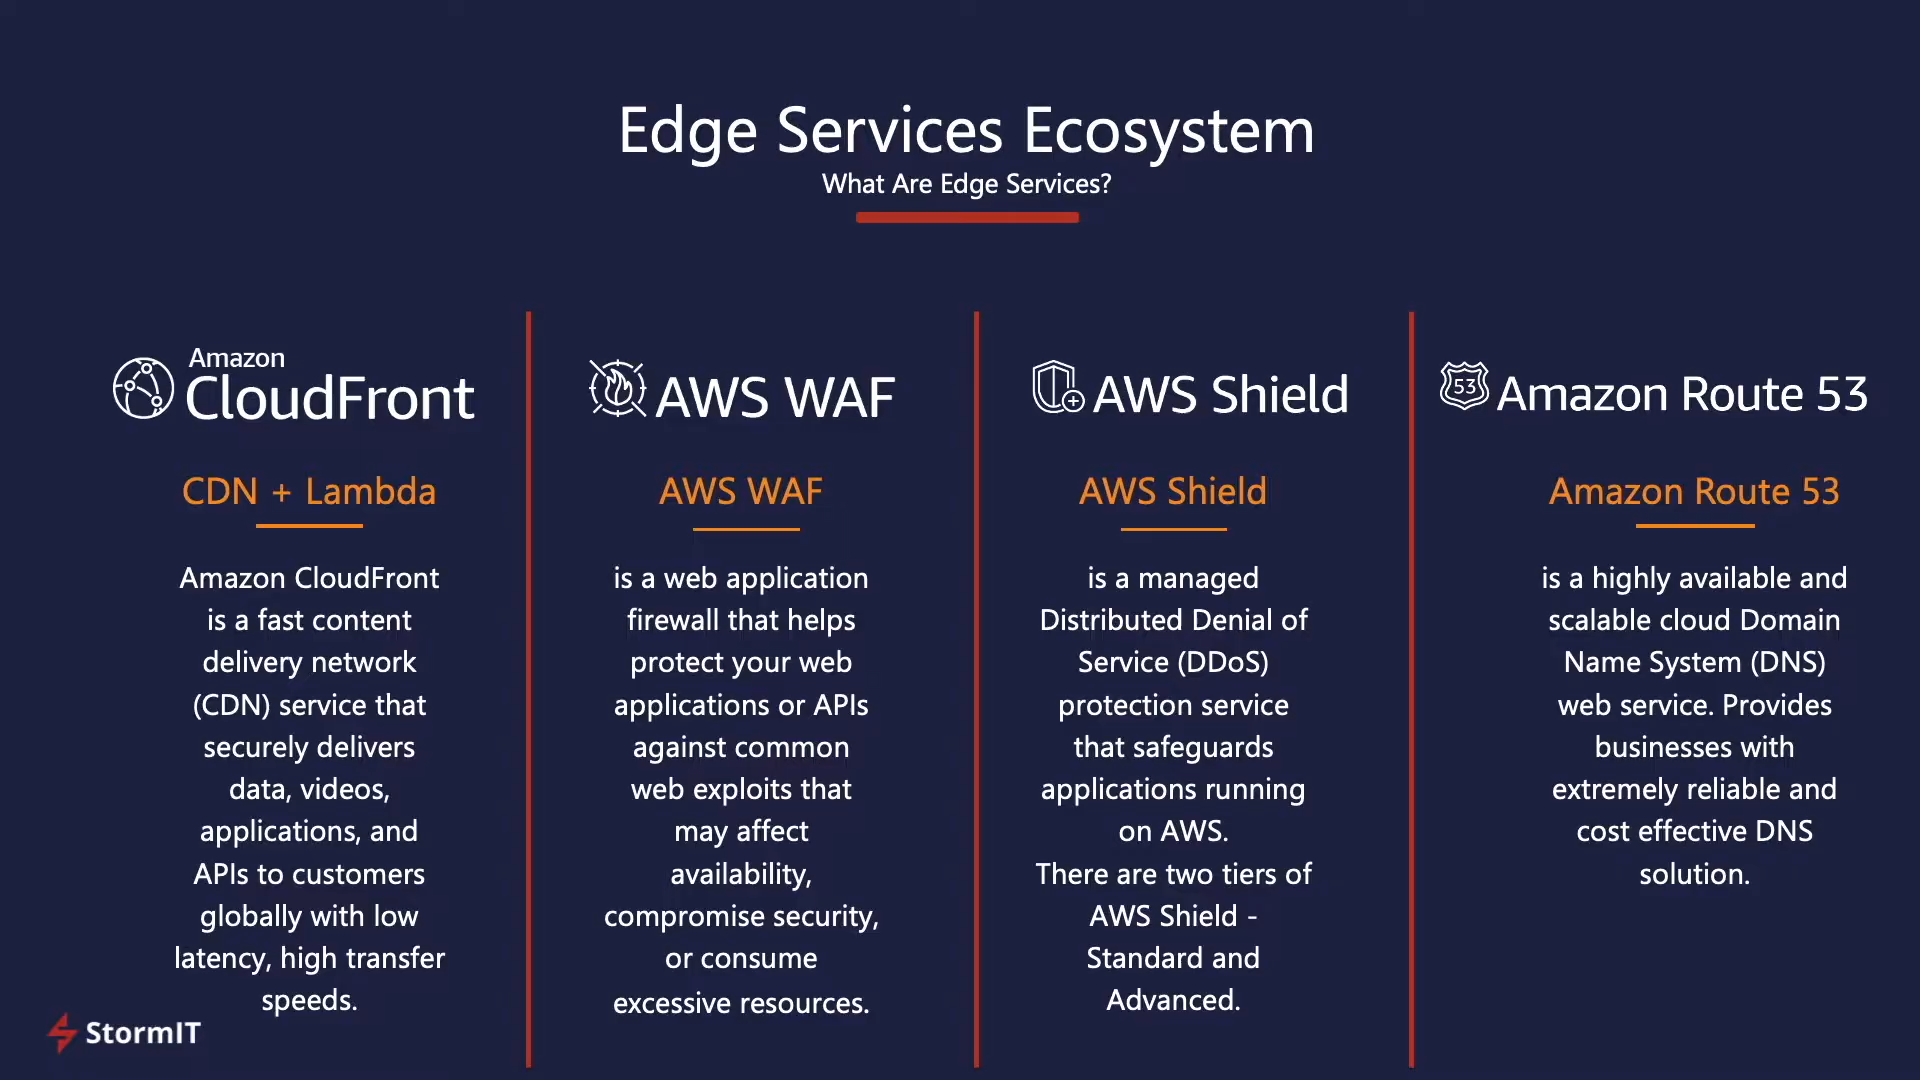 Edge Services Ecosystem
What Are Edge Services?
Amazon
CloudFront
CDN + Lambda
Amazon CloudFront
is a fast content
delivery network
(CDN) service that
securely delivers
data, videos,
applications, and
APIs to customers
globally with low
latency, high transfer
speeds.
AWS WAF
AWS WAF
is a web application
firewall that helps
protect your web
applications or APIs
against common
web exploits that
may affect
availability,
compromise security,
or consume
excessive resources.
AWS Shield
AWS Shield
is a managed
Distributed Denial of
Service (DDoS)
protection service
that safeguards
applications running
on AWS.
There are two tiers of
AWS Shield -
Standard and
Advanced.
53
Amazon Route 53
Amazon Route 53
is a highly available and
scalable cloud Domain
Name System (DNS)
web service. Provides
businesses with
extremely reliable and
cost effective DNS
solution.
StormIT